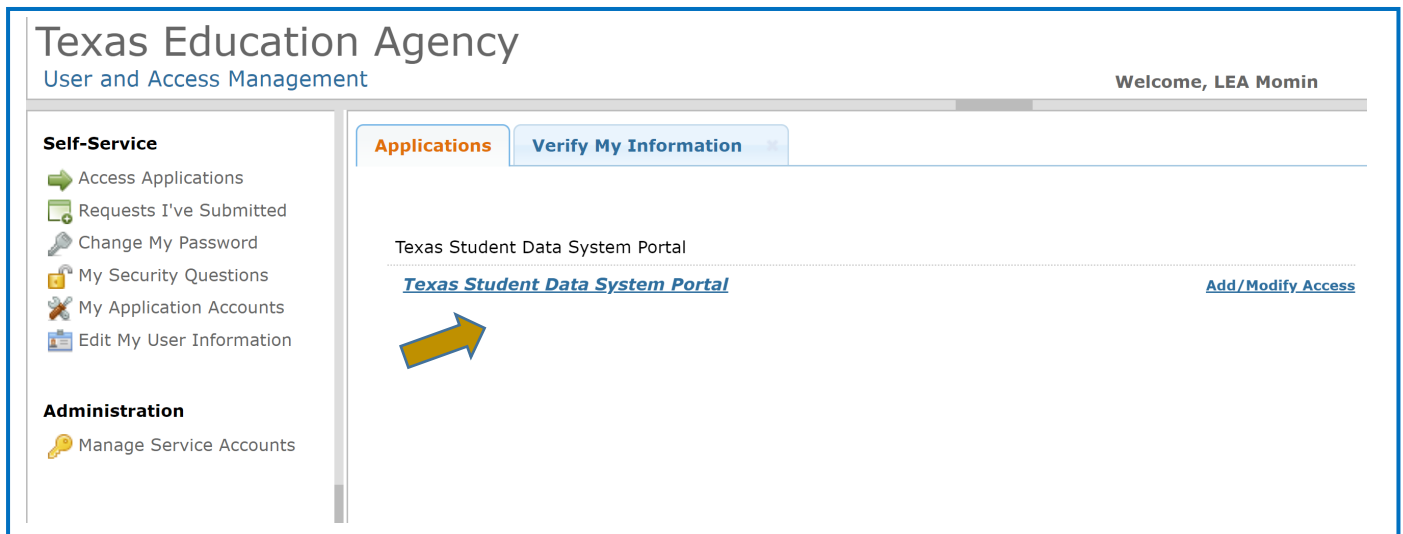 Texas Education Agency
User and Access Management
Welcome, LEA Momin
Self-Service
Access Applications
Requests I've Submitted
Change My Password
My Security Questions
My Application Accounts
Edit My User Information
Administration
Manage Service Accounts
Applications
Verify My Information
Texas Student Data System Portal
Texas Student Data System Portal
Add/Modify Access